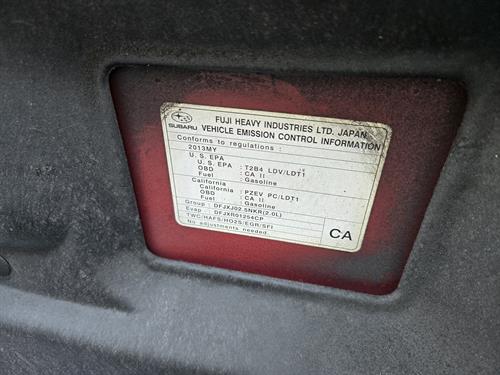 SUBARU
FUJI HEAVY INDUSTRIES LTD. JAPAN
VEHICLE EMISSION CONTROL INFORMATION
Conforms to regulations:
2013MY
U. S. EPA
U. S. EPA : T2B4 LDV/LDT1
OBD : CA II
Fuel : Gasoline
California
California : PZEV PC/LDT1
OBD : CA II
Fuel : Gasoline
Group : DFJXJ02.5NKR(2.0L)
Evap : DFJXR01254CP
TWC/HAFS/HO2S/EGR/SFI
No adjustments needed.
CA